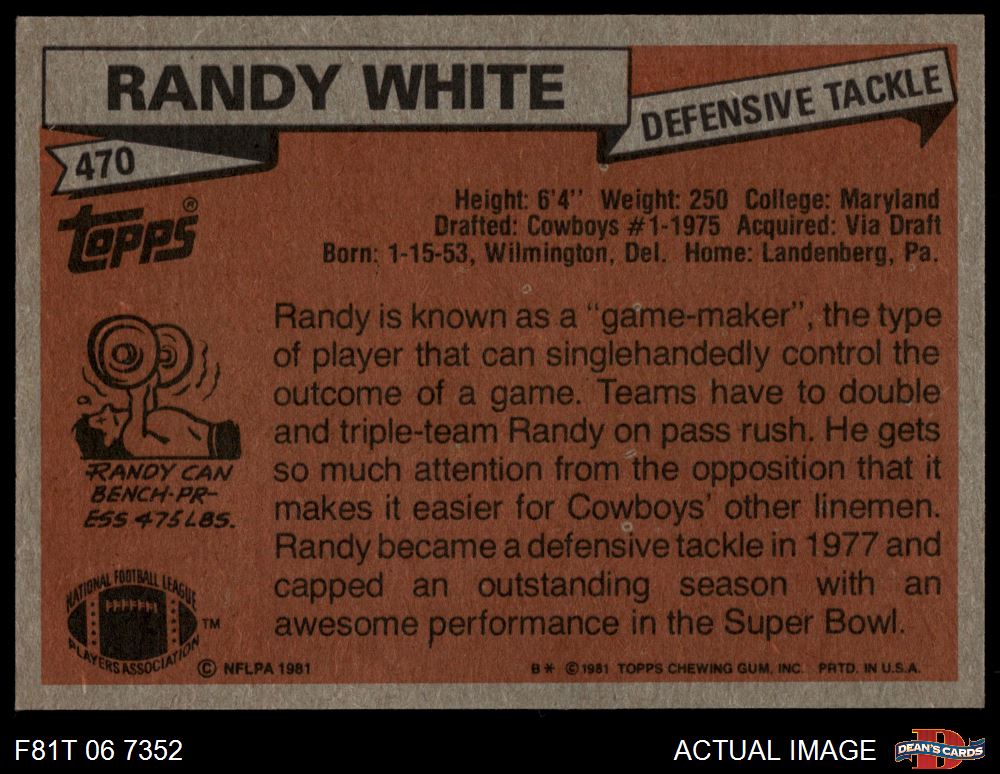 RANDY WHITE
DEFENSIVE TACKLE
470
Topps®
Height: 6'4'' Weight: 250 College: Maryland
Drafted: Cowboys #1-1975 Acquired: Via Draft
Born: 1-15-53, Wilmington, Del. Home: Landenberg, Pa.
Randy is known as a "game-maker", the type
of player that can singlehandedly control the
outcome of a game. Teams have to double
and triple-team Randy on pass rush. He gets
so much attention from the opposition that it
makes it easier for Cowboys' other linemen.
Randy became a defensive tackle in 1977 and
capped an outstanding season with an
awesome performance in the Super Bowl.
RANDY CAN
BENCH-PR-
ESS 475 LBS.
NATIONAL FOOTBALL LEAGUE
PLAYERS ASSOCIATION
TM
© NFLPA 1981
B* © 1981 TOPPS CHEWING GUM, INC. PRTD. IN U.S.A.
F81T 06 7352
ACTUAL IMAGE
D
DEAN'S CARDS